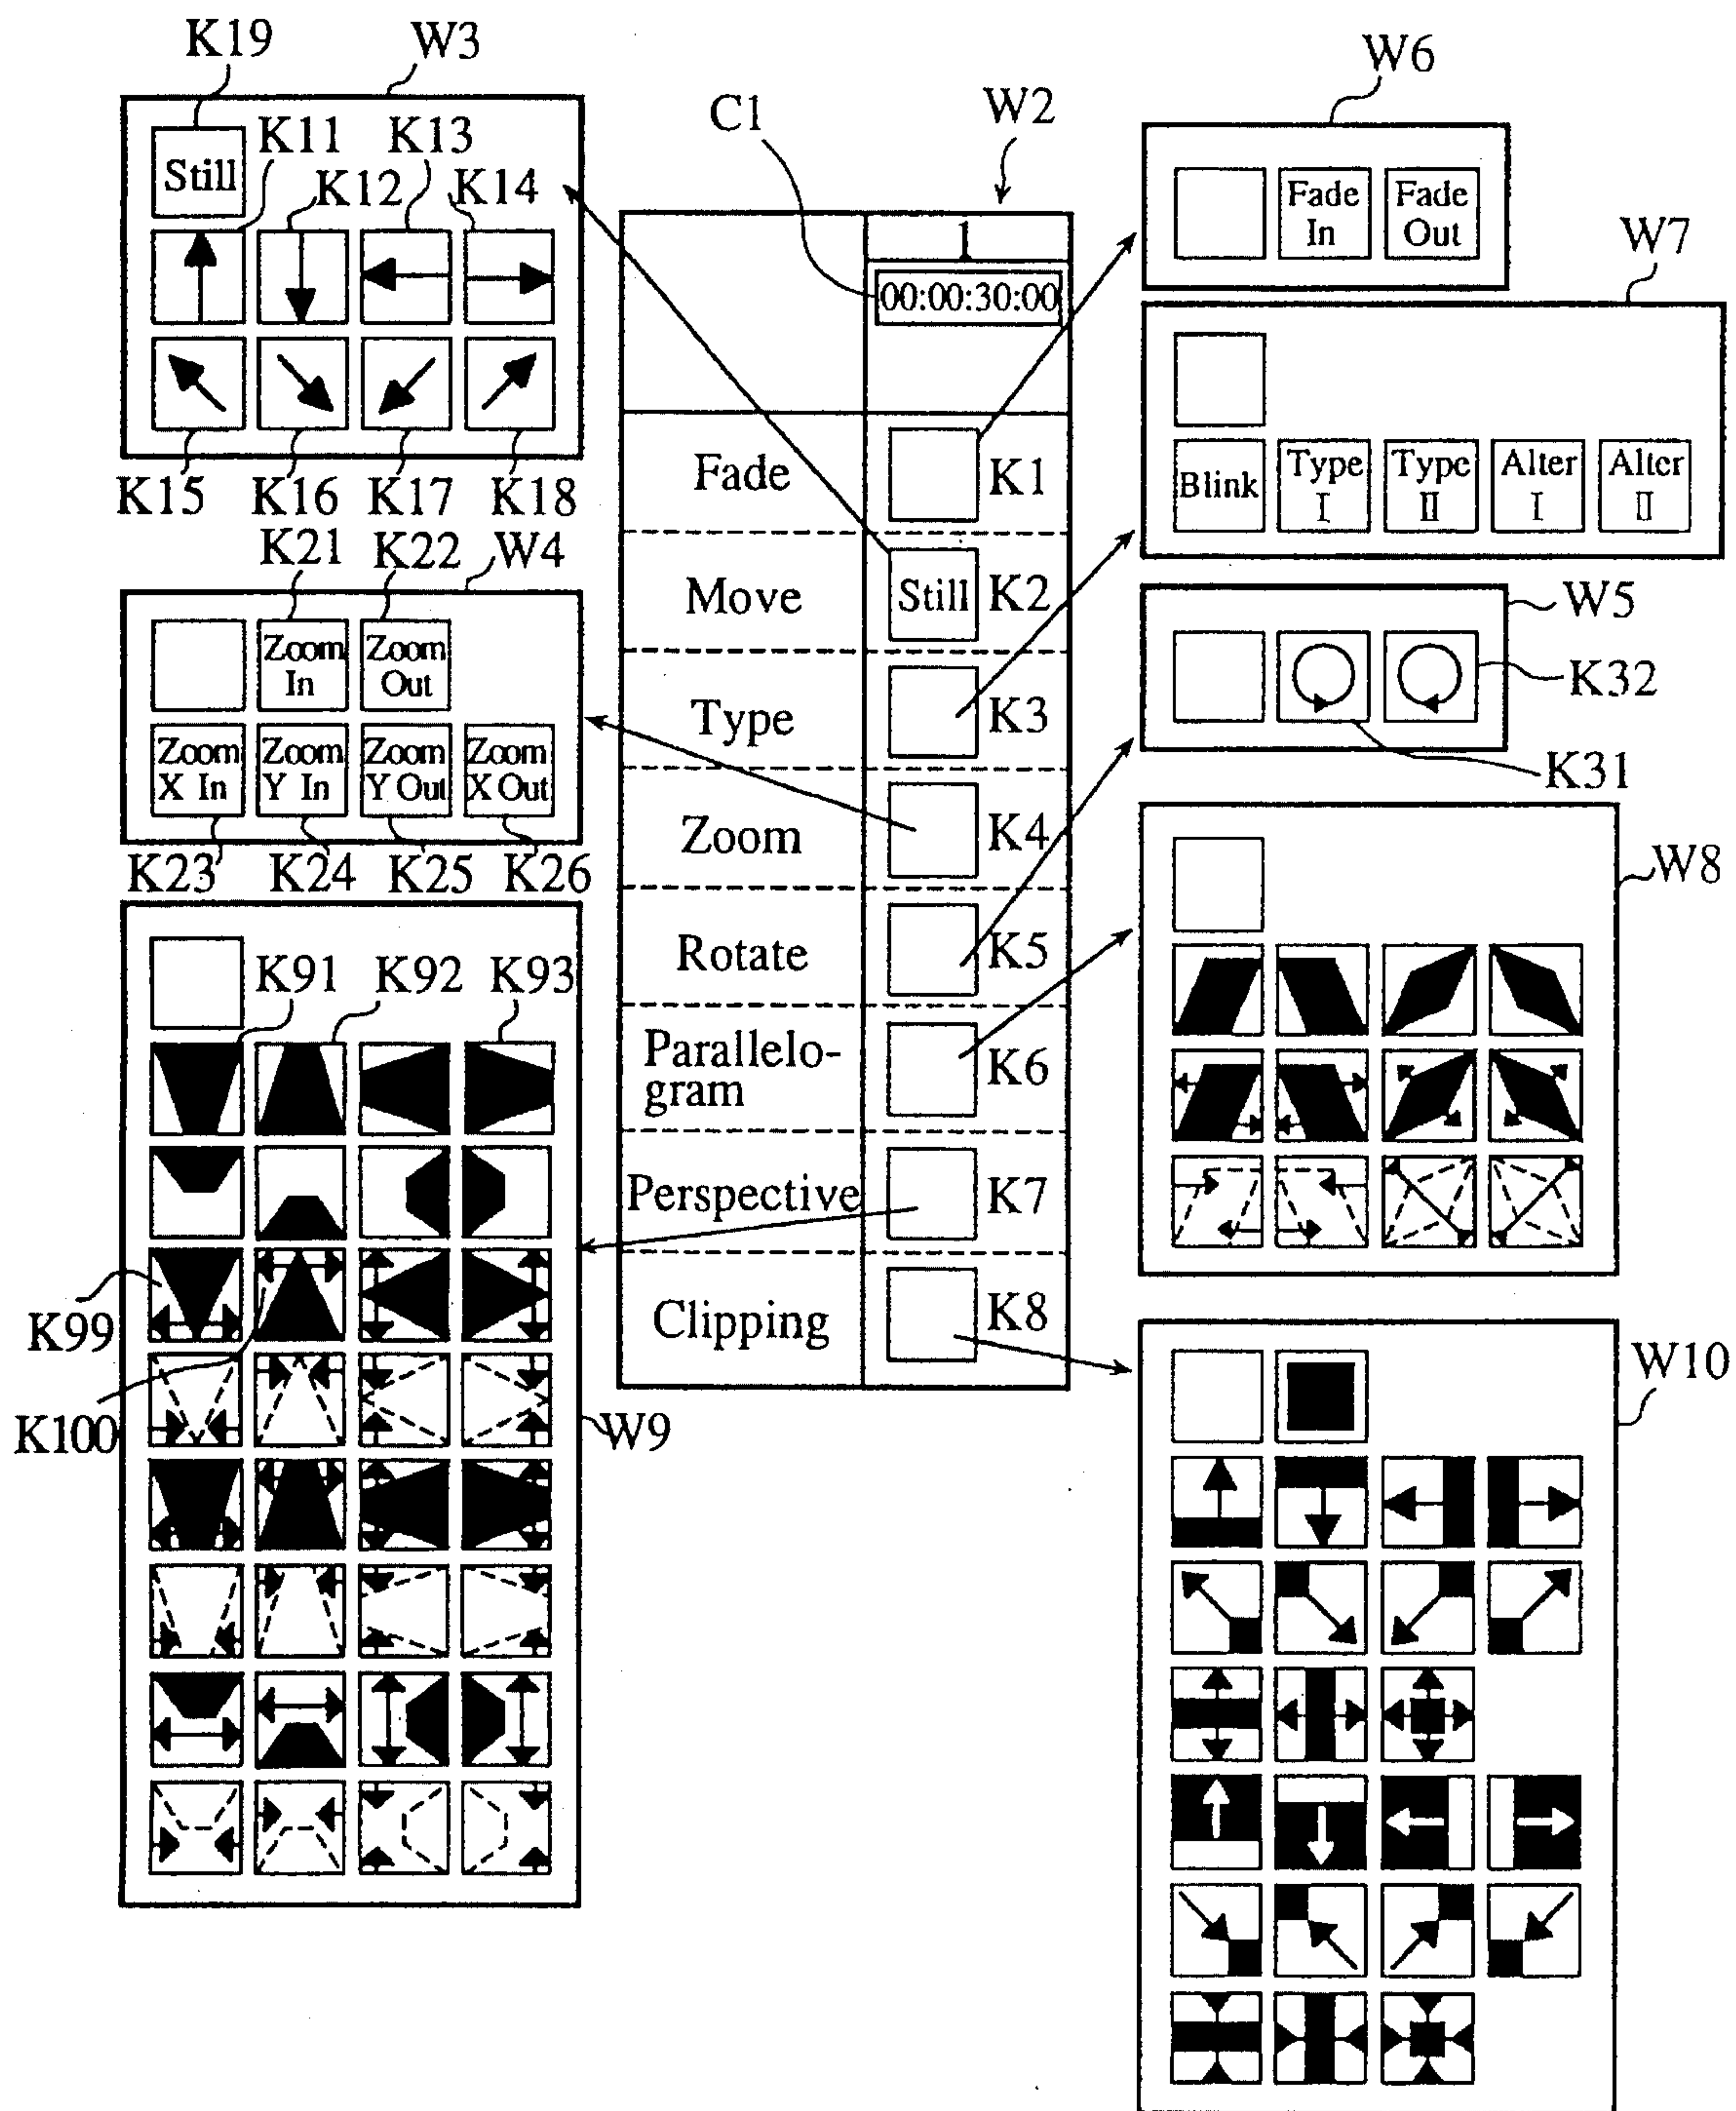 K19
W3
W6
C1
W2
K11
K13
Still
K12
K14
Fade
In
Fade
Out
W7
1
00:00:30:00
K15
K16
K17
K18
Fade
K1
Blink
Type
I
Type
II
Alter
I
Alter
II
K21
K22
W4
Move
Still
K2
W5
K32
K31
Zoom
In
Zoom
Out
Type
K3
Zoom
X In
Zoom
Y In
Zoom
Y Out
Zoom
X Out
Zoom
K4
K23
K24
K25
K26
W8
K91
K92
K93
Rotate
K5
Parallelo-
gram
K6
Perspective
K7
K99
Clipping
K8
K100
W9
W10